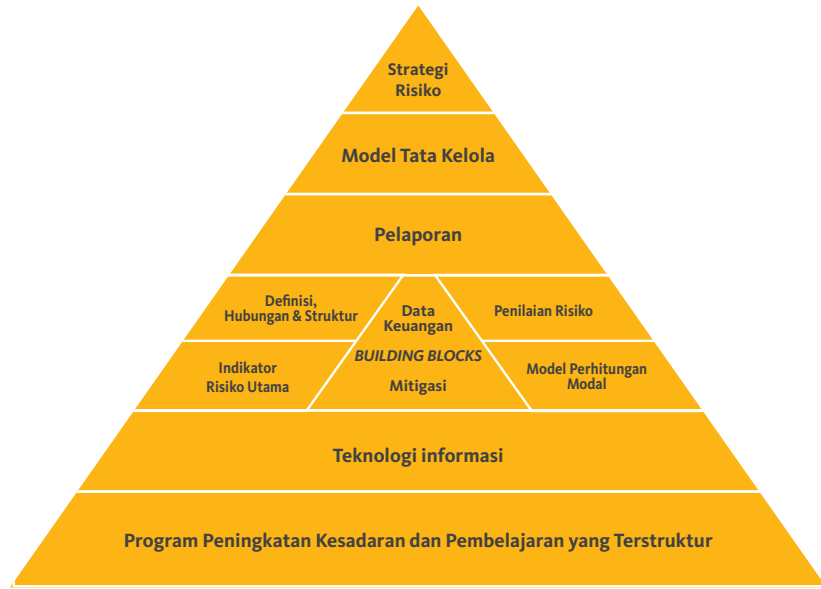 Strategi
Risiko
Model Tata Kelola
Pelaporan
Definisi,
Hubungan & Struktur
Data
Keuangan
Penilaian Risiko
BUILDING BLOCKS
Indikator
Risiko Utama
Mitigasi
Model Perhitungan
Modal
Teknologi informasi
Program Peningkatan Kesadaran dan Pembelajaran yang Terstruktur